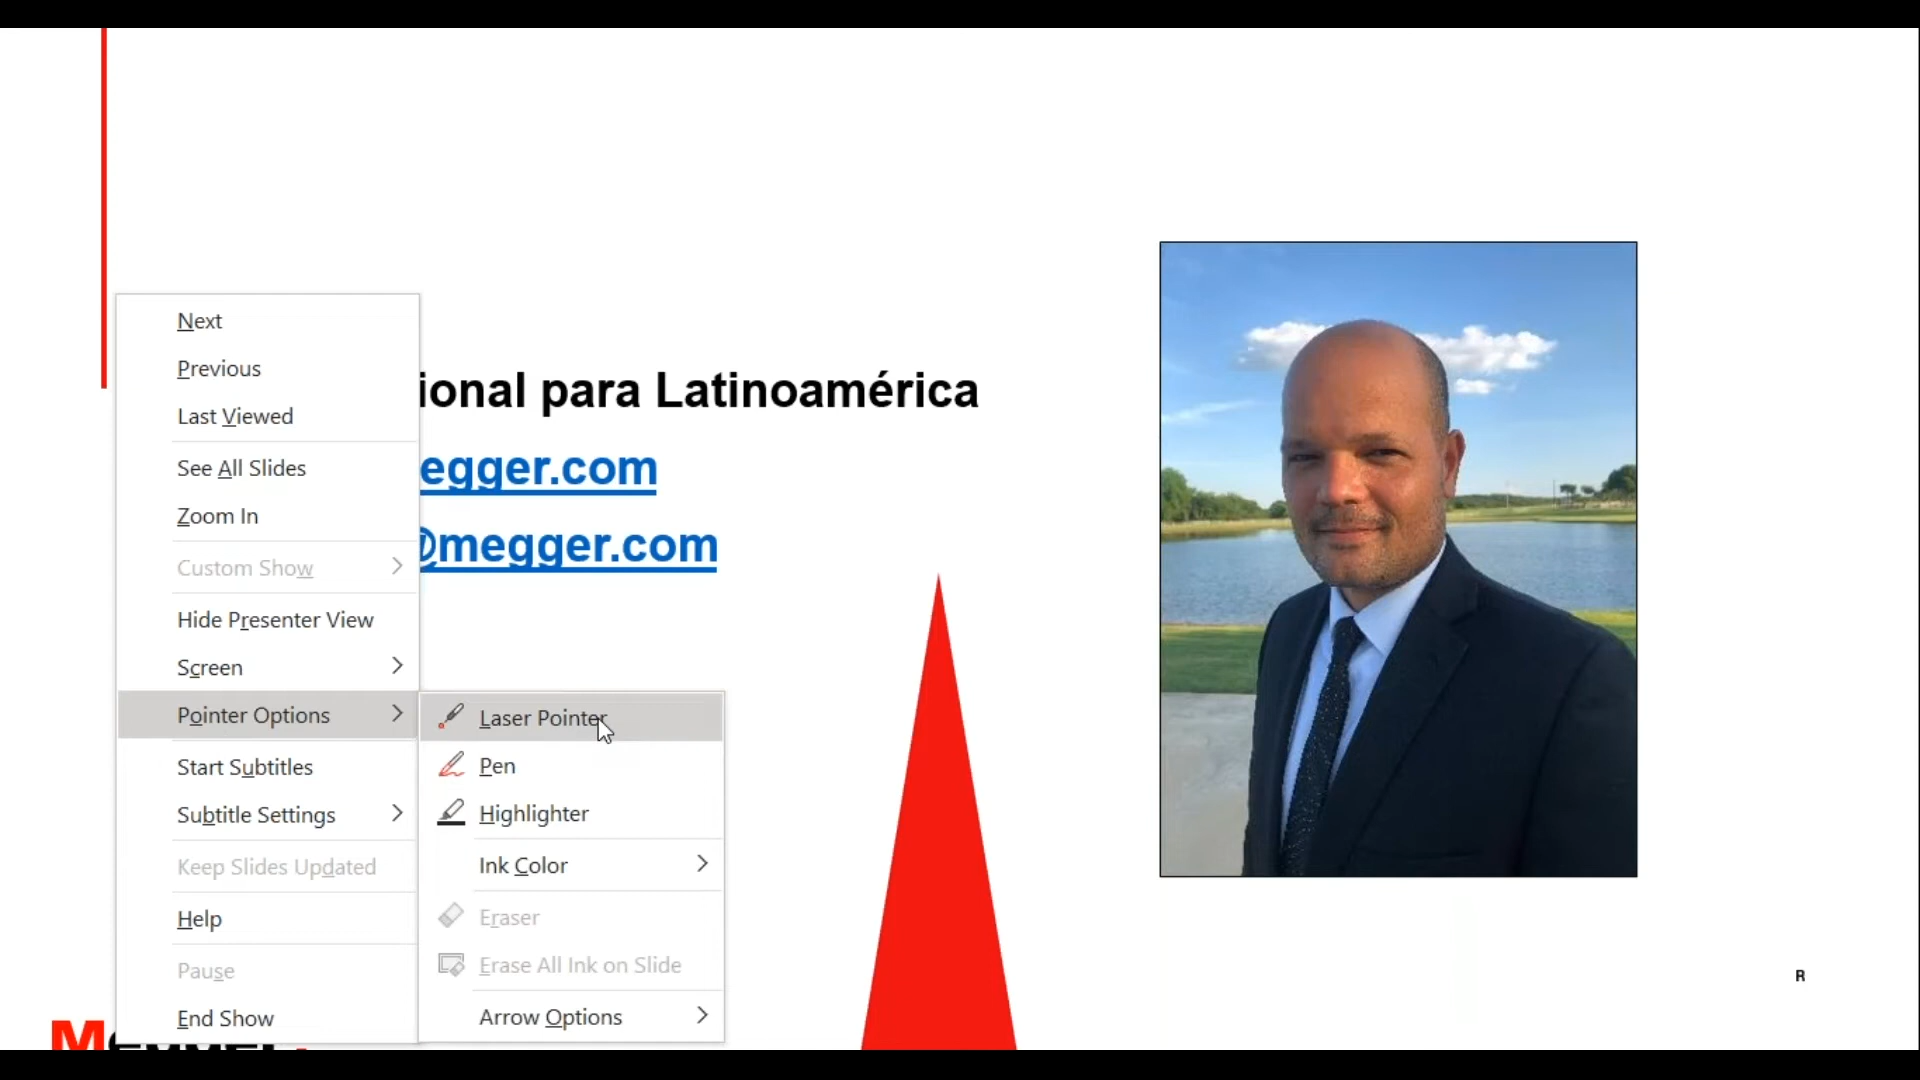 Next
Previous
Last Viewed
See All Slides
Zoom In
Custom Show
Hide Presenter View
Screen
Pointer Options
Start Subtitles
Subtitle Settings
Keep Slides Updated
Help
Pause
End Show
Laser Pointer
Pen
Highlighter
Ink Color
Eraser
Erase All Ink on Slide
Arrow Options
ional para Latinoamérica
egger.com
@megger.com
R
Megger.